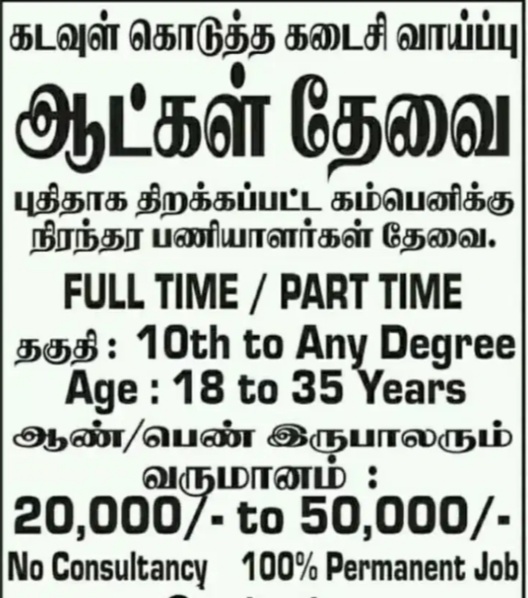 கடவுள் கொடுத்த கடைசி வாய்ப்பு
ஆட்கள் தேவை
புதிதாக திறக்கப்பட்ட கம்பெனிக்கு
நிரந்தர பணியாளர்கள் தேவை.
FULL TIME / PART TIME
தகுதி : 10th to Any Degree
Age : 18 to 35 Years
ஆண்/பெண் இருபாலரும்
வருமானம் :
20,000/- to 50,000/-
No Consultancy 100% Permanent Job